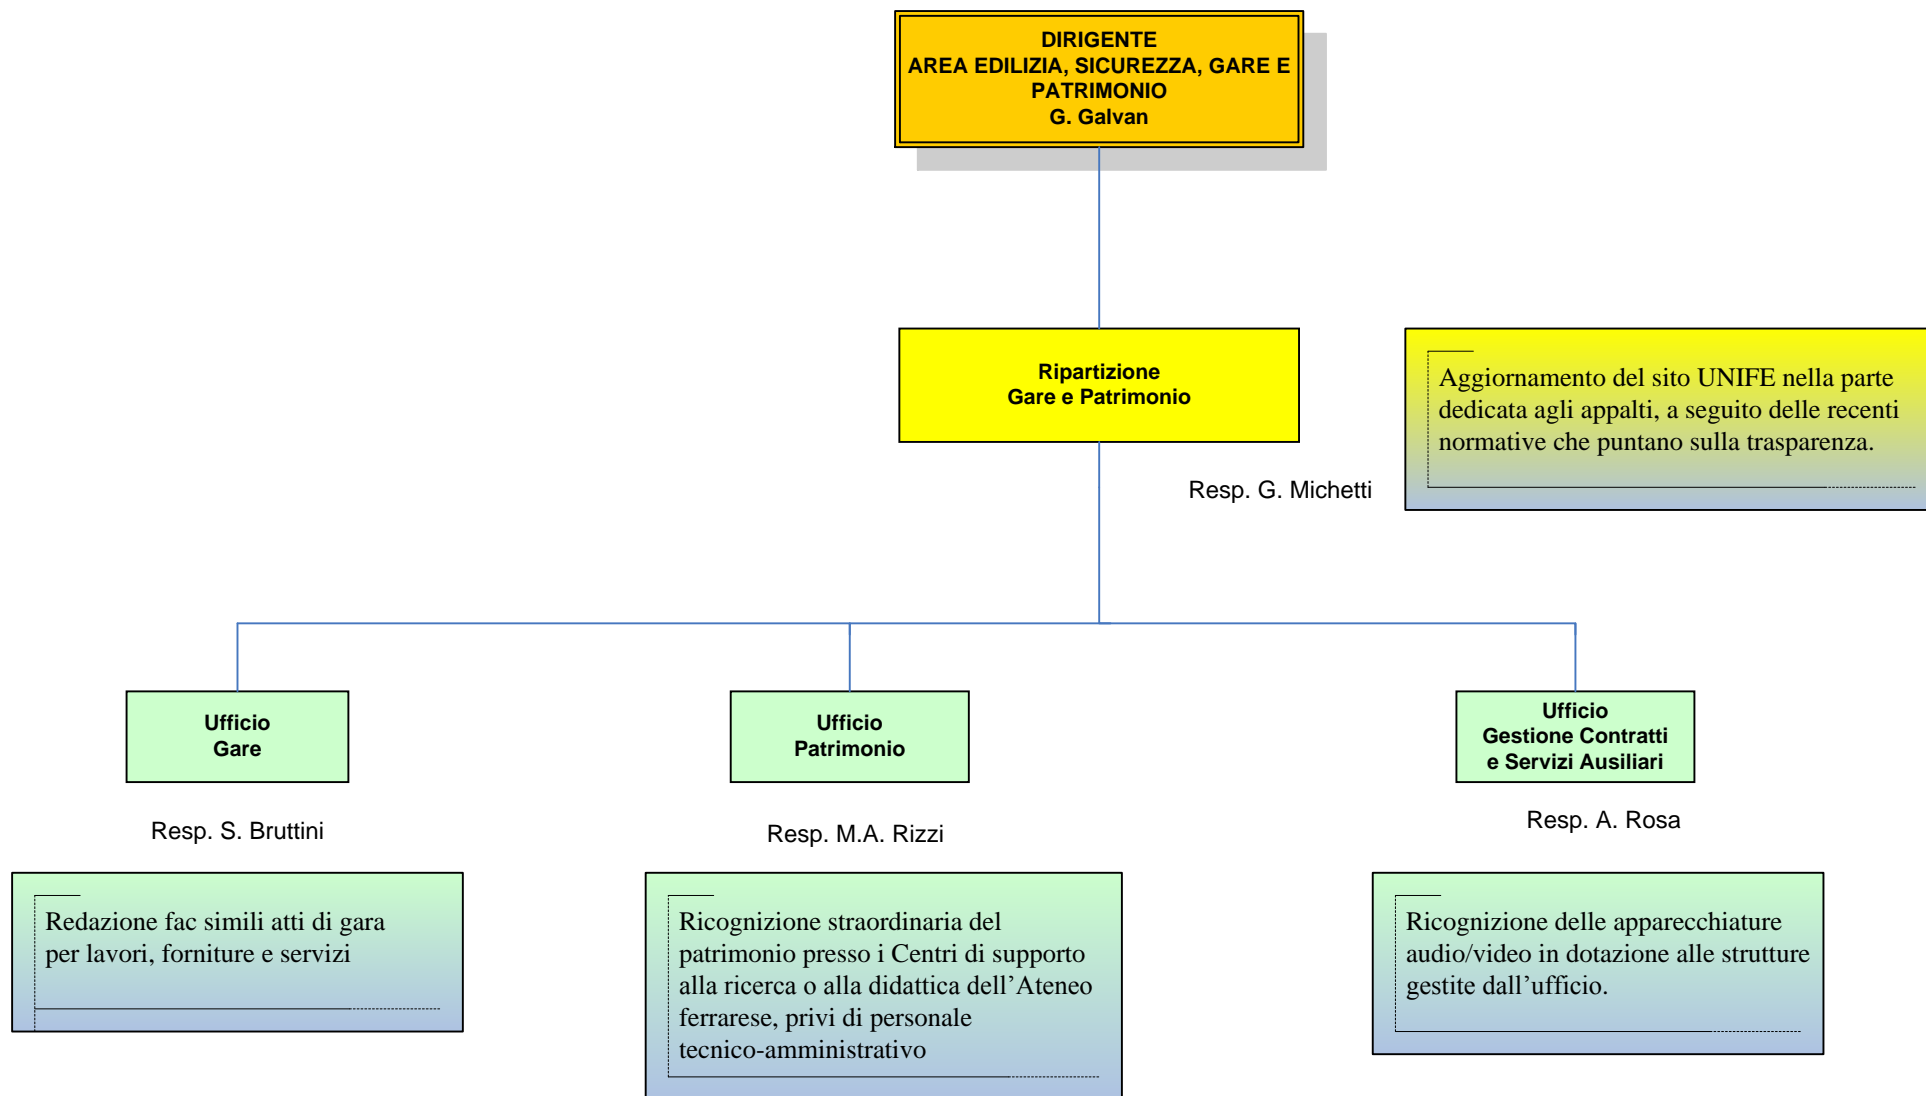 DIRIGENTE
AREA EDILIZIA, SICUREZZA, GARE E
PATRIMONIO
G. Galvan
Ripartizione
Gare e Patrimonio
Resp. G. Michetti
Aggiornamento del sito UNIFE nella parte
dedicata agli appalti, a seguito delle recenti
normative che puntano sulla trasparenza.
Ufficio
Gare
Resp. S. Bruttini
Redazione fac simili atti di gara
per lavori, forniture e servizi
Ufficio
Patrimonio
Resp. M.A. Rizzi
Ricognizione straordinaria del
patrimonio presso i Centri di supporto
alla ricerca o alla didattica dell’Ateneo
ferrarese, privi di personale
tecnico-amministrativo
Ufficio
Gestione Contratti
e Servizi Ausiliari
Resp. A. Rosa
Ricognizione delle apparecchiature
audio/video in dotazione alle strutture
gestite dall’ufficio.